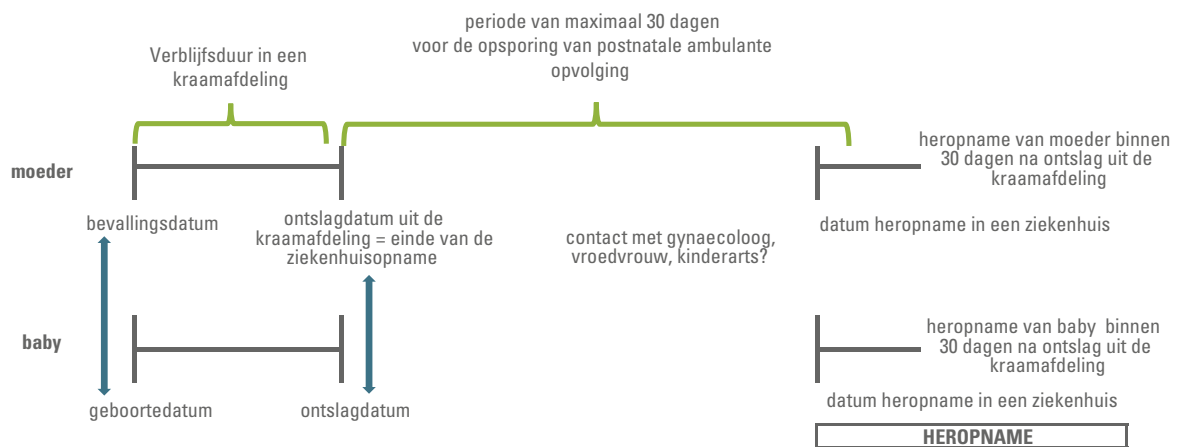 periode van maximaal 30 dagen
voor de opsporing van postnatale ambulante
opvolging
Verblijfsduur in een
kraamafdeling
moeder
heropname van moeder binnen
30 dagen na ontslag uit de
kraamafdeling
bevallingsdatum
ontslagdatum uit de
kraamafdeling = einde van de
ziekenhuisopname
contact met gynaecoloog,
vroedvrouw, kinderarts?
datum heropname in een ziekenhuis
baby
heropname van baby binnen
30 dagen na ontslag uit de
kraamafdeling
geboortedatum
ontslagdatum
datum heropname in een ziekenhuis
HEROPNAME